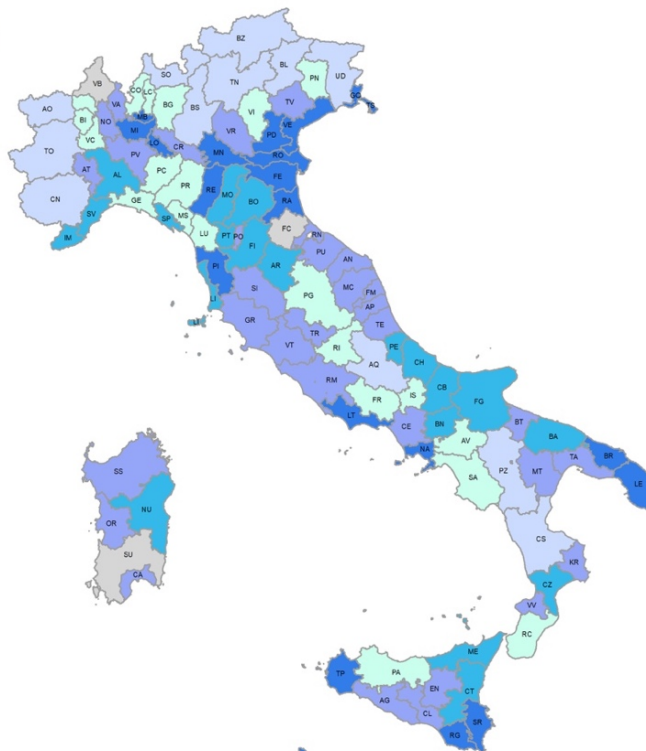 BZ
SO
BL
PN
UD
TN
VB
CO
LC
BG
BS
VI
TV
GO
TS
AO
BI
NO
VA
MB
MI
VR
PD
VE
VC
LO
CR
MN
RO
TO
PV
AT
AL
PC
PR
RE
MO
BO
FE
RA
CN
GE
SV
SP
MS
LU
PT
PO
FI
FC
RN
IM
PI
AR
PU
AN
LI
SI
PG
MC
FM
AP
LI
GR
TR
TE
VT
RI
PE
AQ
CH
RM
IS
CB
FG
FR
LT
CE
BN
BT
BA
NA
AV
BR
TA
SA
PZ
MT
LE
SS
NU
OR
CS
SU
KR
CA
CZ
VV
RC
ME
TP
PA
EN
CT
AG
CL
SR
RG